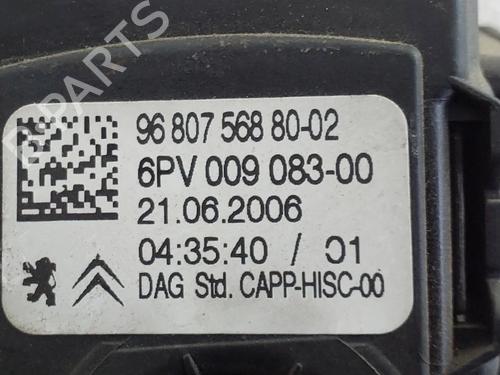 96 807 568 80-02
6PV 009 083-00
21.06.2006
04:35:40 / 01
DAG Std. CAPP-HISC-00
B-PARTS